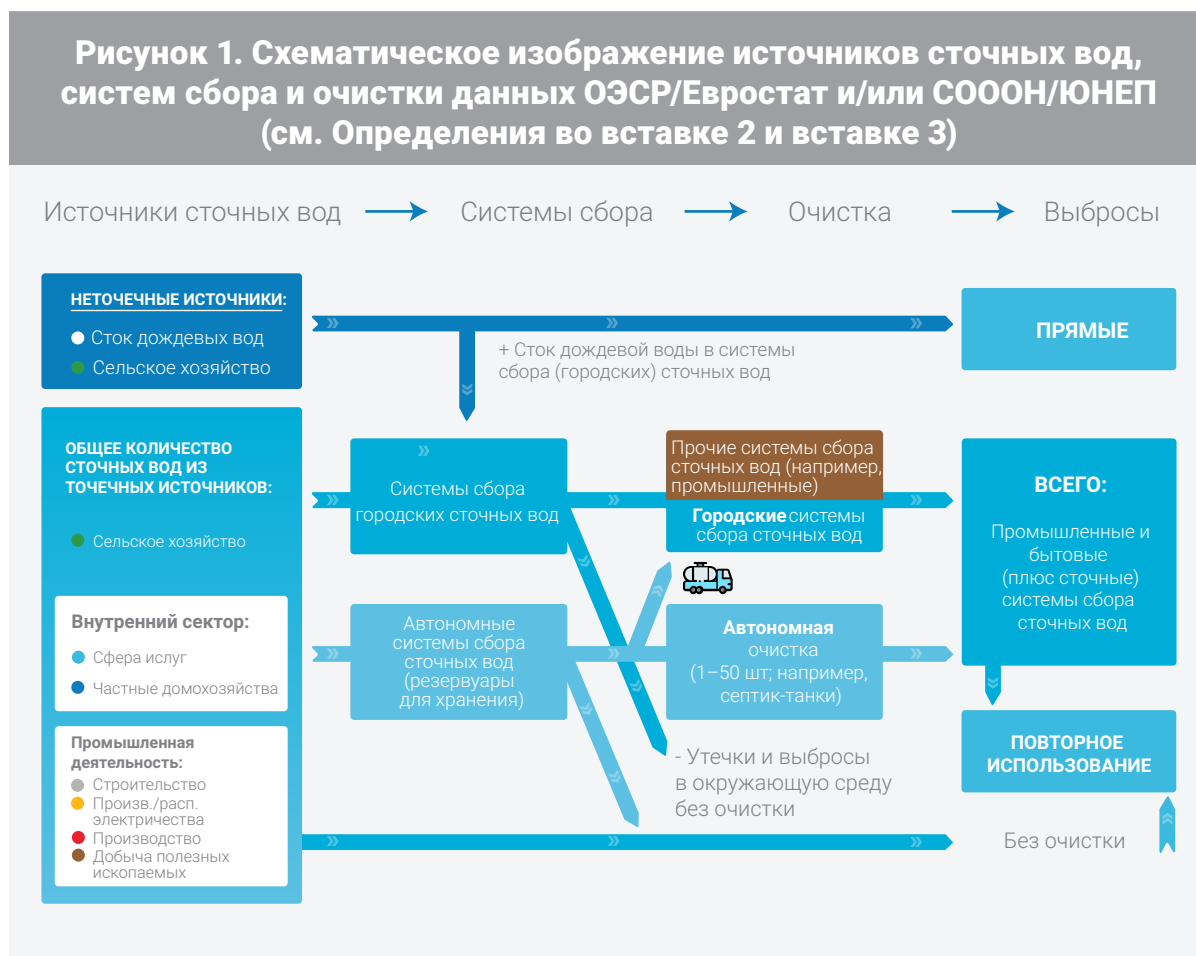 Рисунок 1. Схематическое изображение источников сточных вод,
систем сбора и очистки данных ОЭСР/Евростат и/или СОООН/ЮНЕП
(см. Определения во вставке 2 и вставке 3)
Источники сточных вод
Системы сбора
Очистка
Выбросы
НЕТОЧЕЧНЫЕ ИСТОЧНИКИ:
Сток дождевых вод
Сельское хозяйство
+ Сток дождевой воды в системы
сбора (городских) сточных вод
ПРЯМЫЕ
ОБЩЕЕ КОЛИЧЕСТВО
СТОЧНЫХ ВОД ИЗ
ТОЧЕЧНЫХ ИСТОЧНИКОВ:
Сельское хозяйство
Внутренний сектор:
Сфера ислуг
Частные домохозяйства
Промышленная
деятельность:
Строительство
Произв./расп.
электричества
Производство
Добыча полезных
ископаемых
Системы сбора
городских сточных вод
Автономные
системы сбора
сточных вод
(резервуары
для хранения)
Прочие системы сбора
сточных вод (например,
промышленные)
Городские системы
сбора сточных вод
Автономная
очистка
(1–50 шт; например,
септик-танки)
- Утечки и выбросы
в окружающую среду
без очистки
ВСЕГО:
Промышленные и
бытовые
(плюс сточные)
системы сбора
сточных вод
ПОВТОРНОЕ
ИСПОЛЬЗОВАНИЕ
Без очистки